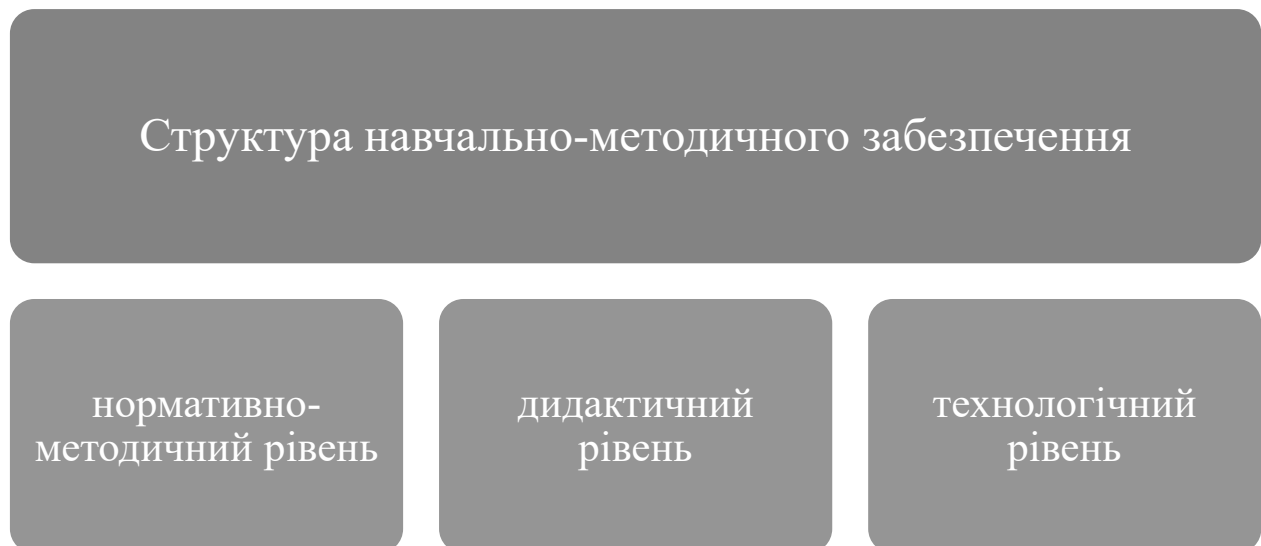 Структура навчально-методичного забезпечення
нормативно-
методичний рівень
дидактичний
рівень
технологічний
рівень